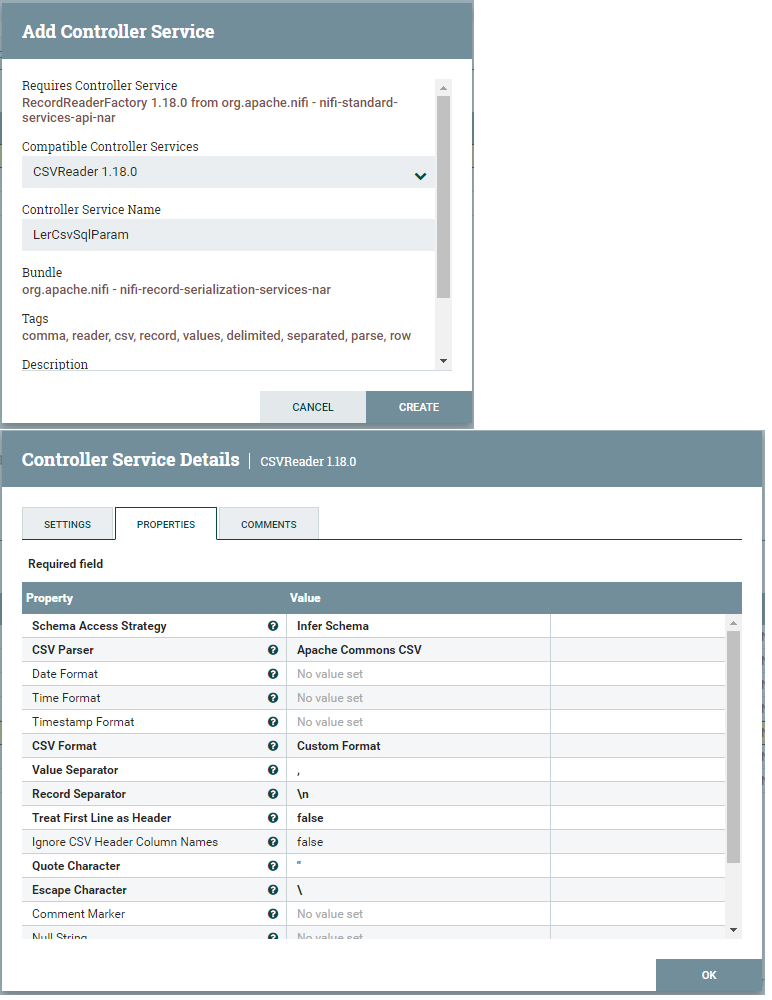 Add Controller Service
Requires Controller Service
RecordReaderFactory 1.18.0 from org.apache.nifi - nifi-standard-
services-api-nar
Compatible Controller Services
CSVReader 1.18.0
Controller Service Name
LerCsvSqlParam
Bundle
org.apache.nifi - nifi-record-serialization-services-nar
Tags
comma, reader, csv, record, values, delimited, separated, parse, row
Description
CANCEL
CREATE
Controller Service Details | CSVReader 1.18.0
SETTINGS
PROPERTIES
COMMENTS
Required field
Property Value
Schema Access Strategy Infer Schema
CSV Parser Apache Commons CSV
Date Format No value set
Time Format No value set
Timestamp Format No value set
CSV Format Custom Format
Value Separator ,
Record Separator \n
Treat First Line as Header false
Ignore CSV Header Column Names false
Quote Character "
Escape Character \
Comment Marker No value set
Null String No value set
OK